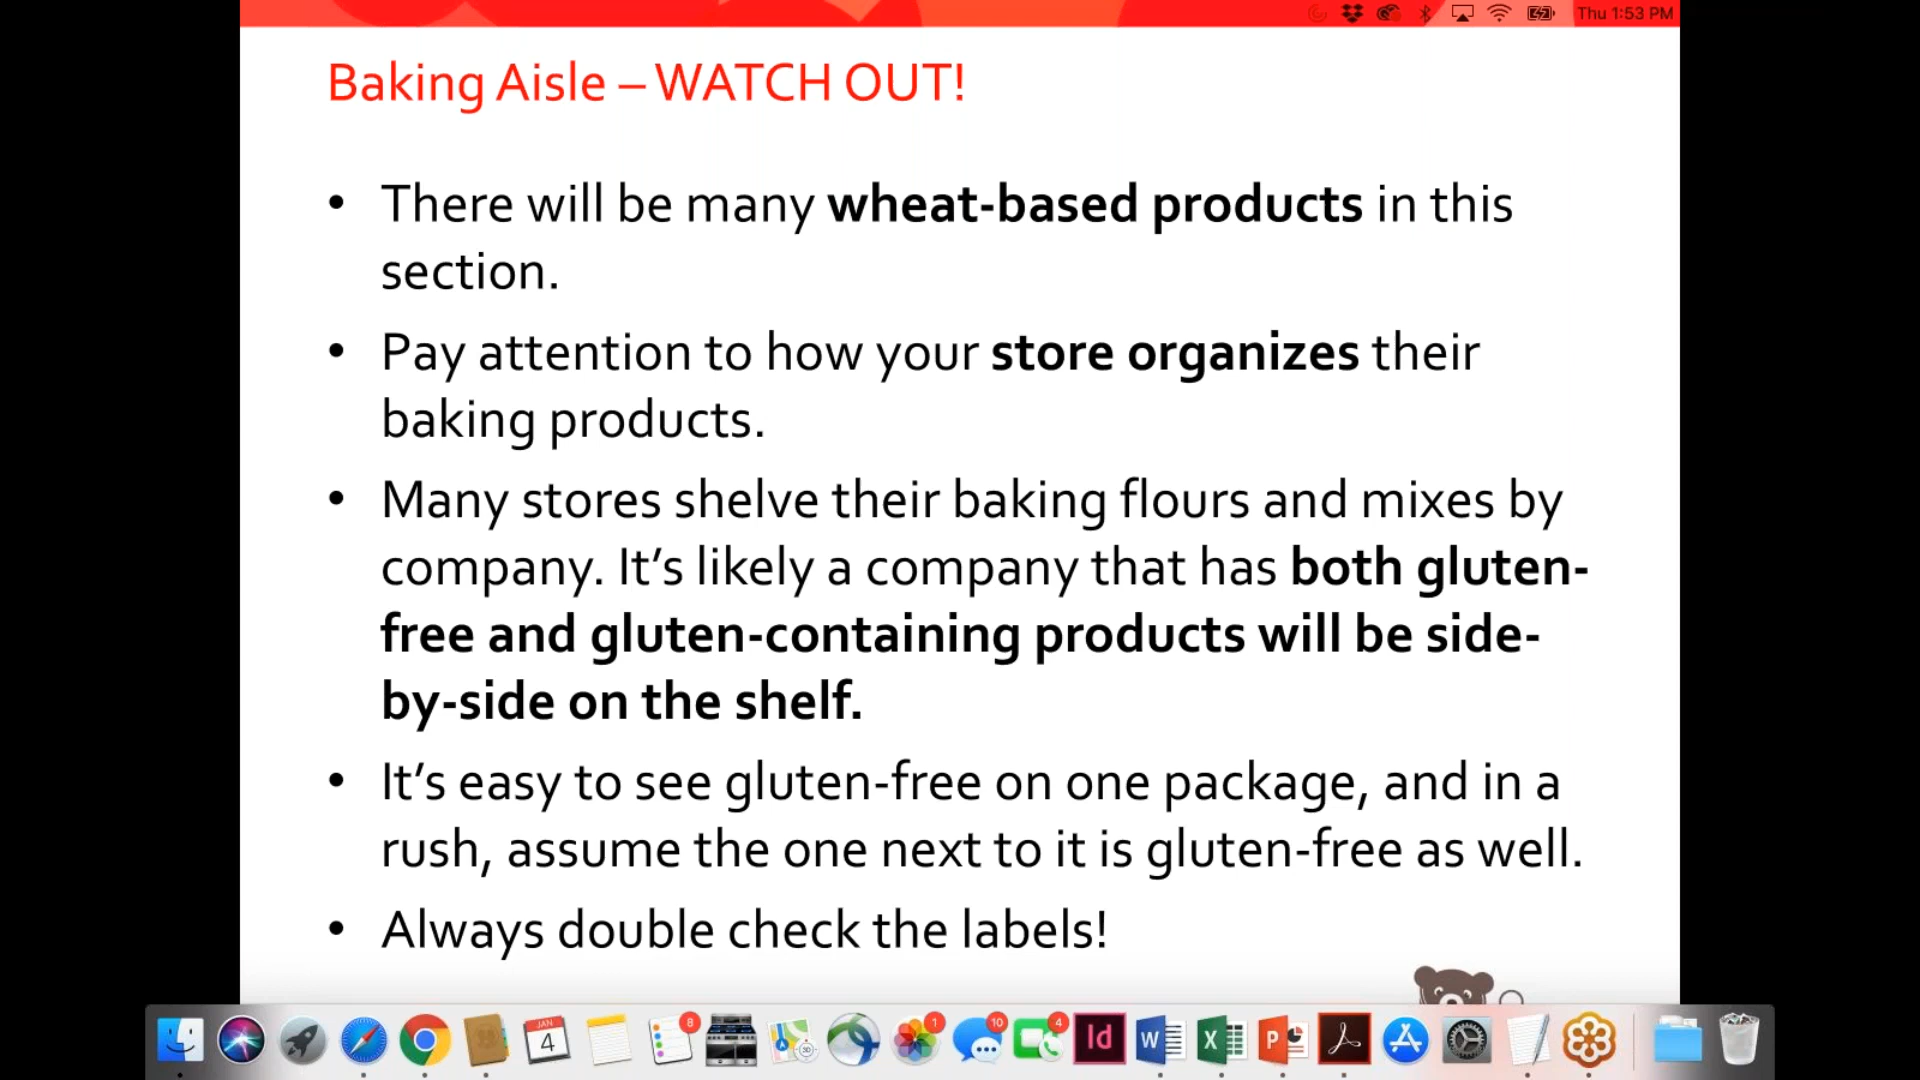 Thu 1:53 PM
Baking Aisle – WATCH OUT!
• There will be many wheat-based products in this
section.
• Pay attention to how your store organizes their
baking products.
• Many stores shelve their baking flours and mixes by
company. It’s likely a company that has both gluten-
free and gluten-containing products will be side-
by-side on the shelf.
• It’s easy to see gluten-free on one package, and in a
rush, assume the one next to it is gluten-free as well.
• Always double check the labels!
JAN
4
8
1
10
4
Id
W
X
P